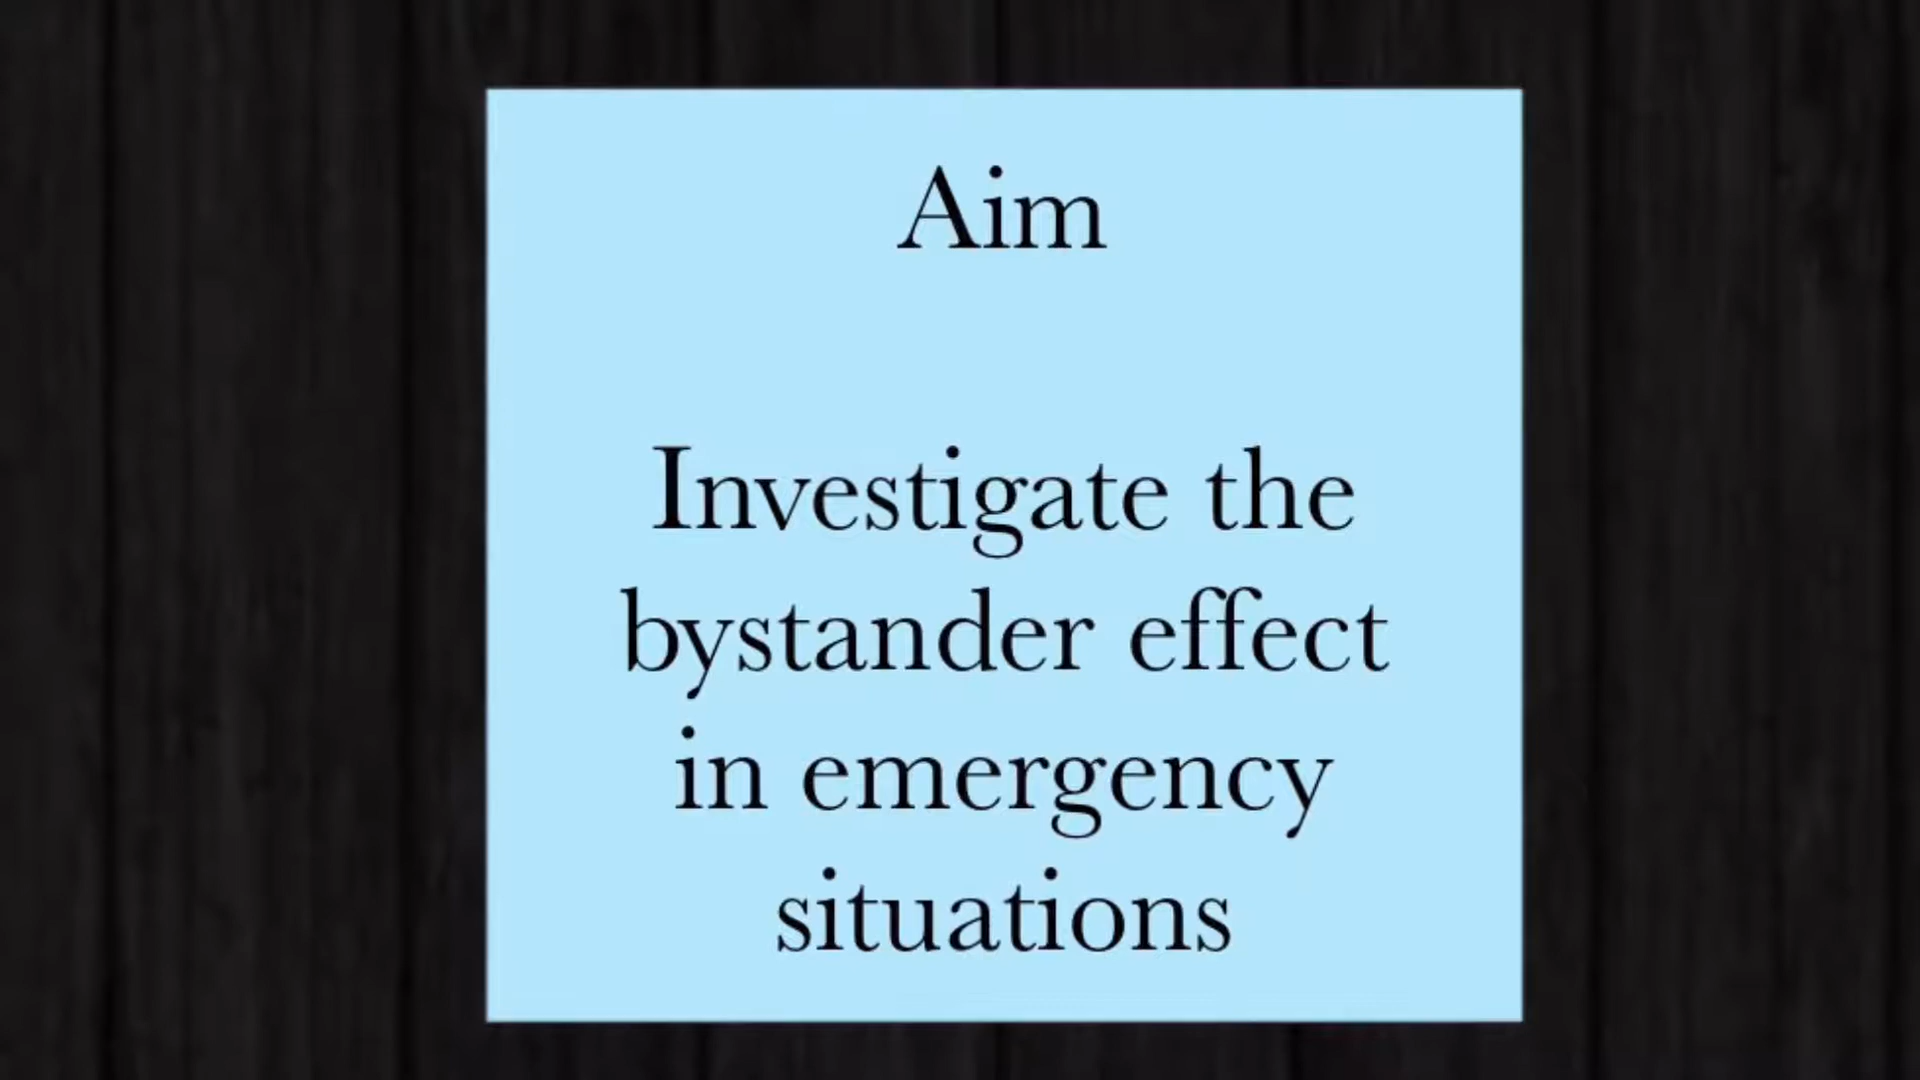 Aim
Investigate the
bystander effect
in emergency
situations